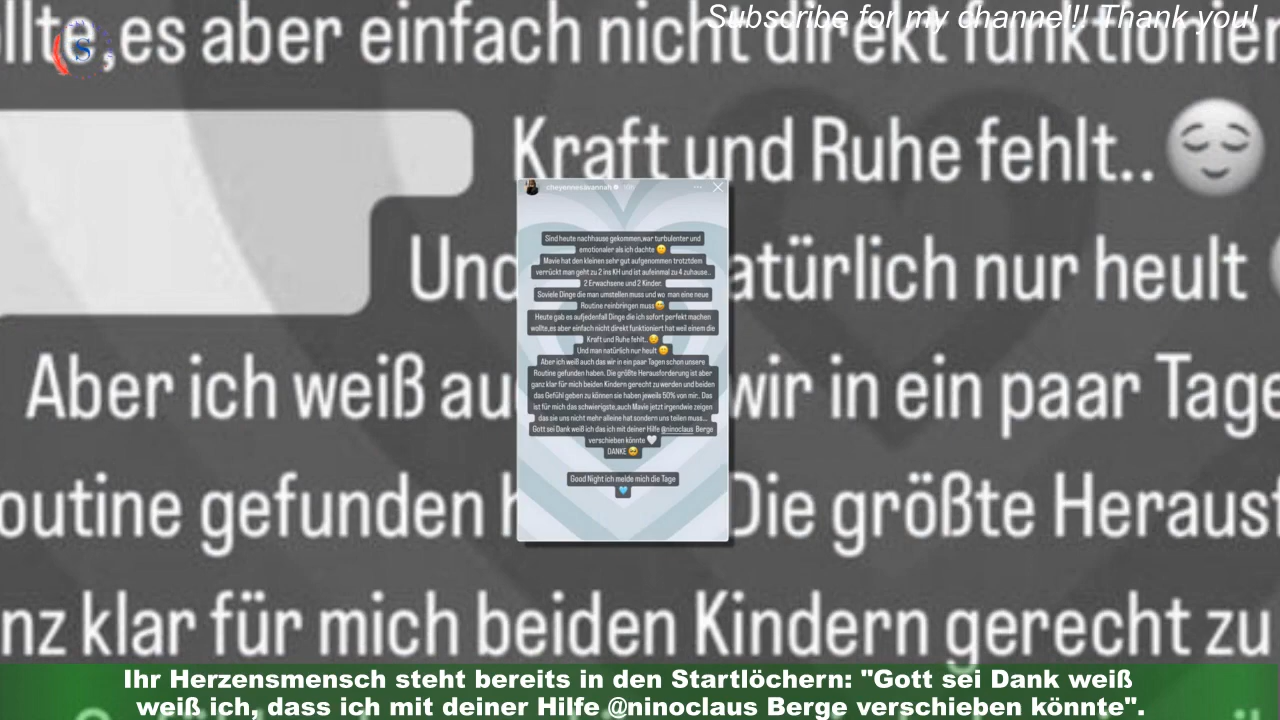 Subscribe for my channel!! Thank you!
ollte,es aber einfach nicht direkt funktionier
S
Kraft und Ruhe fehlt..
Und atürlich nur heult
Aber ich weiß au wir in ein paar Tage
outine gefunden h Die größte Herausf
nz klar für mich beiden Kindern gerecht zu
cheyennesavannah
Sind heute nachhause gekommen,war turbulenter und
emotionaler als ich dachte 🥲
Mavie hat den kleinen sehr gut aufgenommen trotztdem
verrückt man geht zu 2 ins KH und ist aufeinmal zu 4 zuhause..
2 Erwachsene und 2 Kinder.
Soviele Dinge die man umstellen muss und wo man eine neue
Routine reinbringen muss😅
Heute gab es aufjedenfall Dinge die ich sofort perfekt machen
wollte,es aber einfach nicht direkt funktioniert hat weil einem die
Kraft und Ruhe fehlt..😌
Und man natürlich nur heult 🥲
Aber ich weiß auch das wir in ein paar Tagen schon unsere
Routine gefunden haben. Die größte Herausforderung ist aber
ganz klar für mich beiden Kindern gerecht zu werden und beiden
das Gefühl geben zu können sie haben jeweils 50% von mir.. Das
ist für mich das schwierigste,auch Mavie jetzt irgendwie zeigen
das sie uns nicht mehr alleine hat sondern uns teilen muss...
Gott sei Dank weiß ich das ich mit deiner Hilfe @ninoclaus Berge
verschieben könnte 🤍
DANKE 🥹
Good Night ich melde mich die Tage
🩵
Ihr Herzensmensch steht bereits in den Startlöchern: "Gott sei Dank weiß
weiß ich, dass ich mit deiner Hilfe @ninoclaus Berge verschieben könnte".